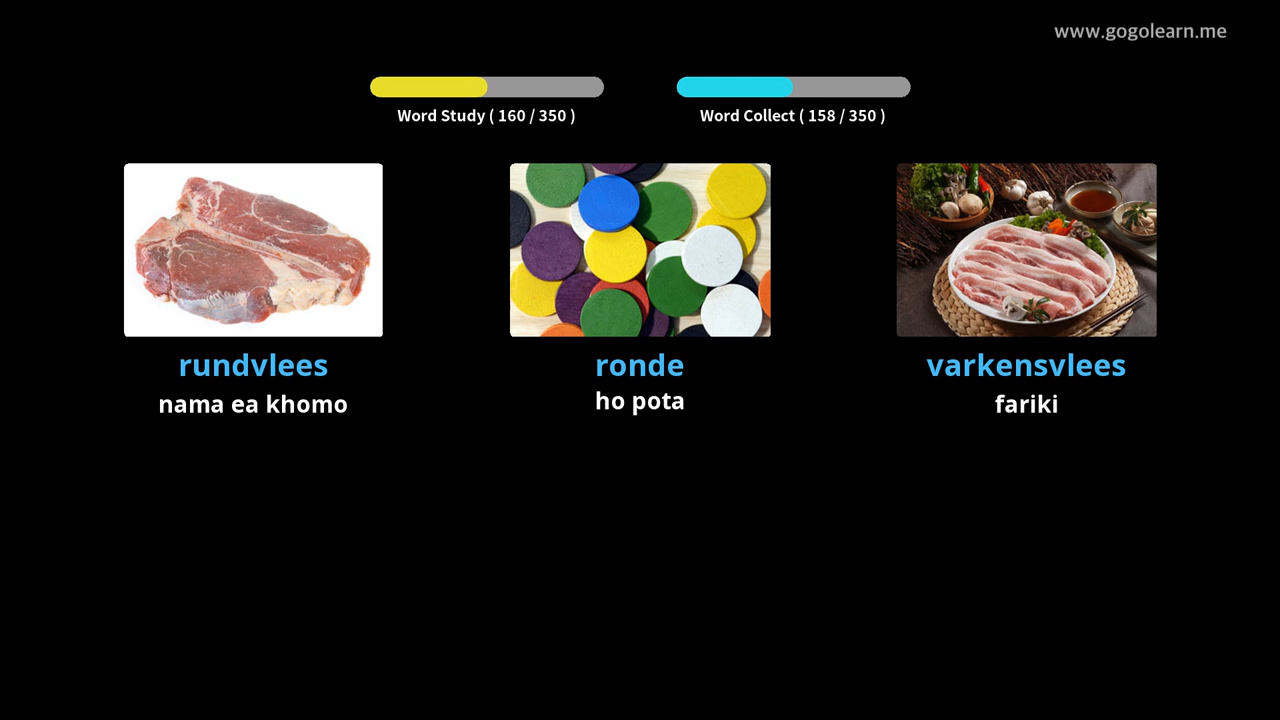 www.gogolearn.me
Word Study ( 160 / 350 )
Word Collect ( 158 / 350 )
rundvlees
nama ea khomo
ronde
ho pota
varkensvlees
fariki